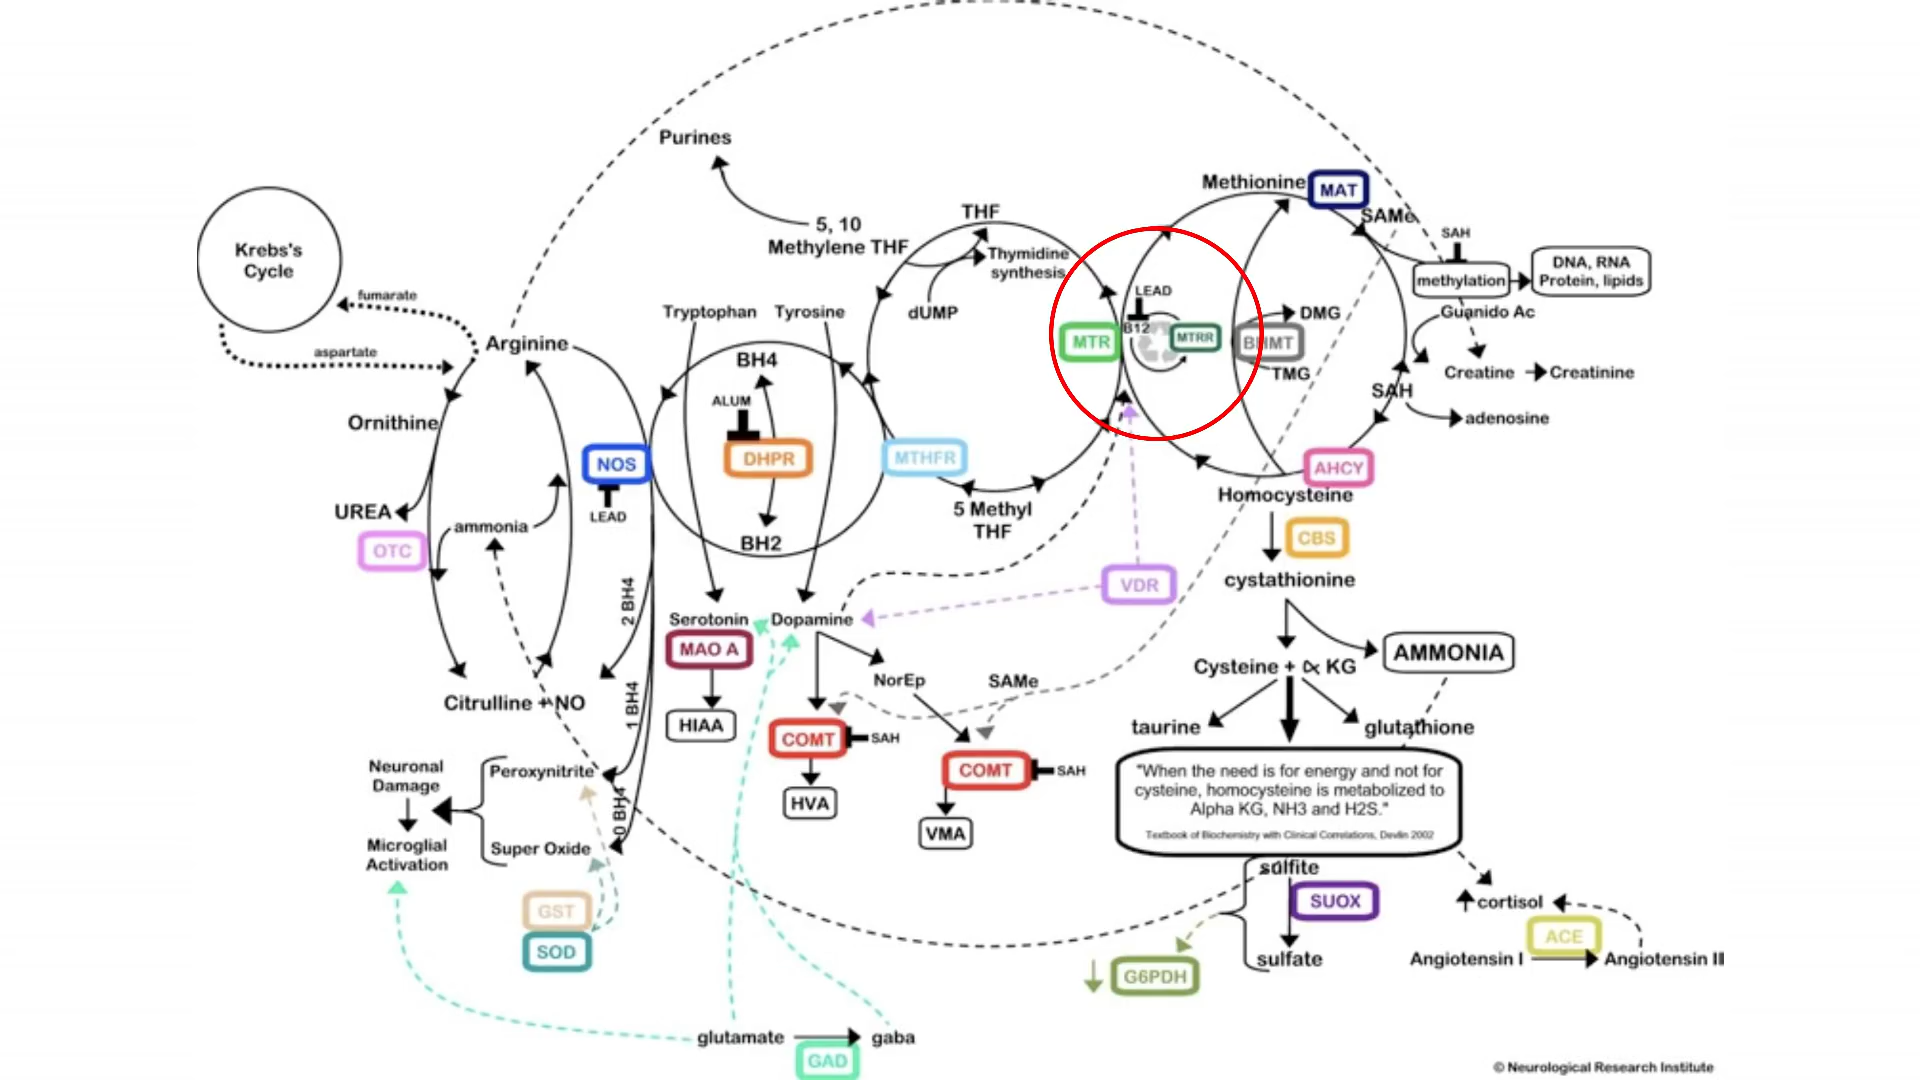 Purines
Methionine
MAT
SAMe
SAH
methylation
DNA, RNA
Protein, lipids
Guanido Ac
Creatine
Creatinine
Krebs's
Cycle
fumarate
aspartate
5, 10
Methylene THF
THF
Thymidine
synthesis
dUMP
LEAD
B12
MTR
MTRR
BHMT
DMG
TMG
SAH
adenosine
Arginine
Tryptophan
Tyrosine
BH4
ALUM
DHPR
BH2
Ornithine
NOS
LEAD
MTHFR
5 Methyl
THF
AHCY
Homocysteine
CBS
cystathionine
UREA
OTC
ammonia
VDR
2 BH4
1 BH4
0 BH4
Serotonin
Dopamine
MAO A
HIAA
NorEp
SAMe
COMT
SAH
HVA
COMT
SAH
VMA
Cysteine + ∝ KG
AMMONIA
taurine
glutathione
Citrulline + NO
Neuronal
Damage
Microglial
Activation
Peroxynitrite
Super Oxide
GST
SOD
"When the need is for energy and not for
cysteine, homocysteine is metabolized to
Alpha KG, NH3 and H2S."
Textbook of Biochemistry with Clinical Correlations, Devlin 2002
sulfite
SUOX
sulfate
G6PDH
cortisol
ACE
Angiotensin I
Angiotensin II
glutamate
gaba
GAD
© Neurological Research Institute